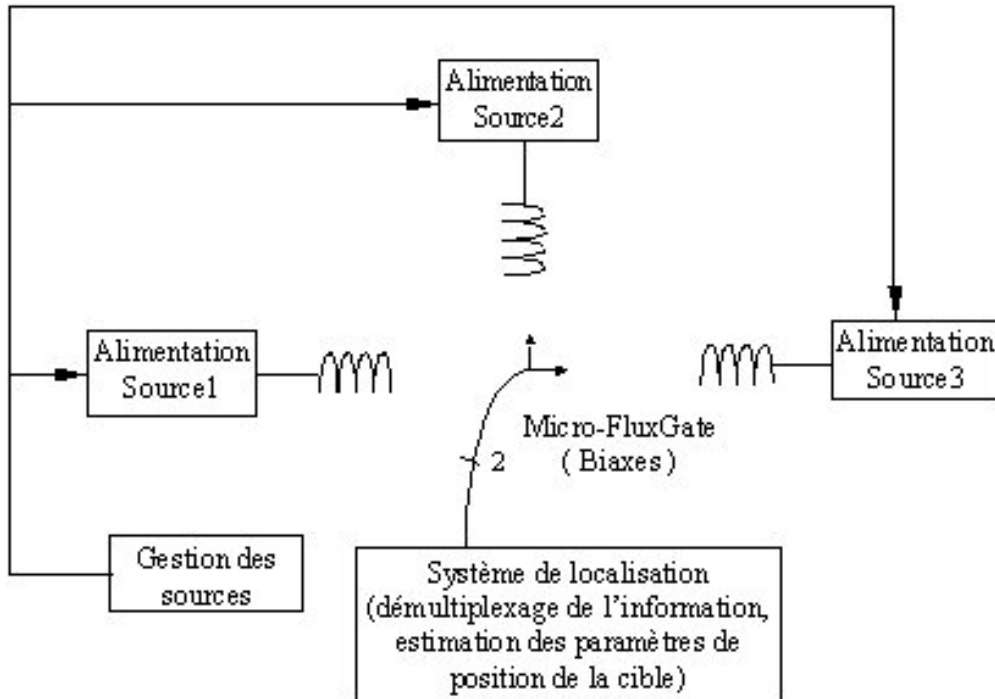 Alimentation
Source2
Alimentation
Source1
Alimentation
Source3
Micro-FluxGate
( Biaxes )
2
Gestion des
sources
Système de localisation
(démultiplexage de l'information,
estimation des paramètres de
position de la cible)